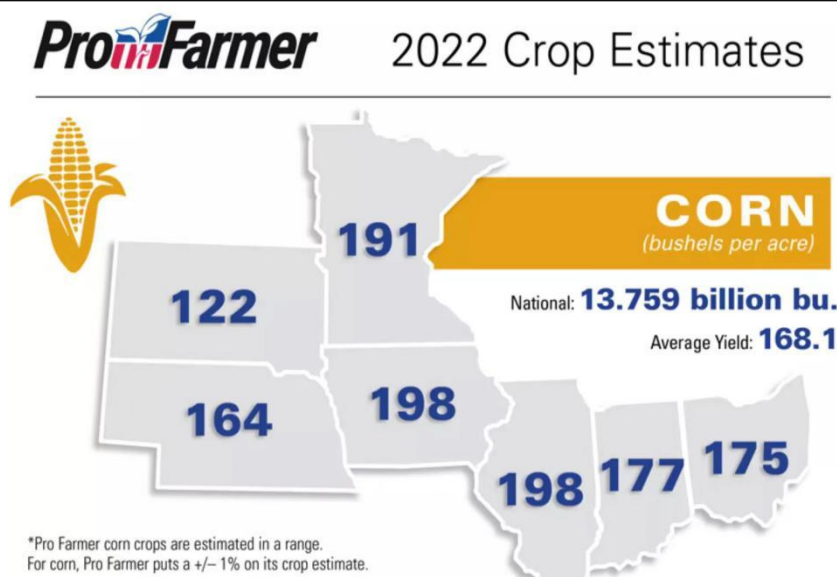 Pro Farmer
2022 Crop Estimates
CORN
(bushels per acre)
National: 13.759 billion bu.
Average Yield: 168.1
191
122
164
198
198
177
175
*Pro Farmer corn crops are estimated in a range.
For corn, Pro Farmer puts a +/– 1% on its crop estimate.